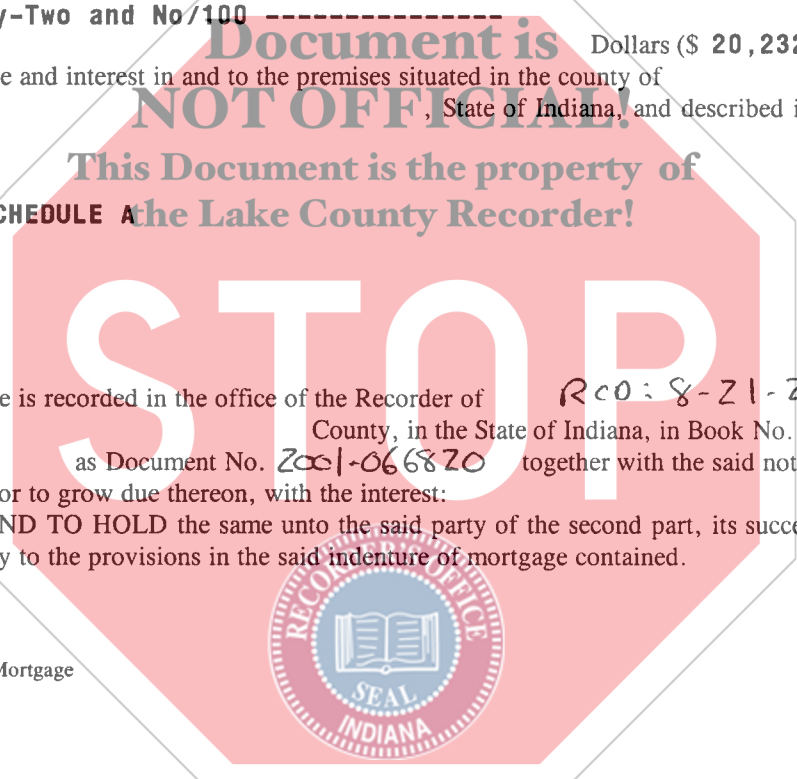 y-Two and No/100 ---------------
Document is
Dollars ($ 20,232
e and interest in and to the premises situated in the county of
NOT OFFICIAL!
, State of Indiana, and described i
This Document is the property of
CHEDULE A
the Lake County Recorder!
STOP
e is recorded in the office of the Recorder of RCD: 8-21-2
County, in the State of Indiana, in Book No.
as Document No. 2001-066820 together with the said not
or to grow due thereon, with the interest:
ND TO HOLD the same unto the said party of the second part, its succe
y to the provisions in the said indenture of mortgage contained.
RECORDER'S OFFICE
Mortgage
SEAL
INDIANA